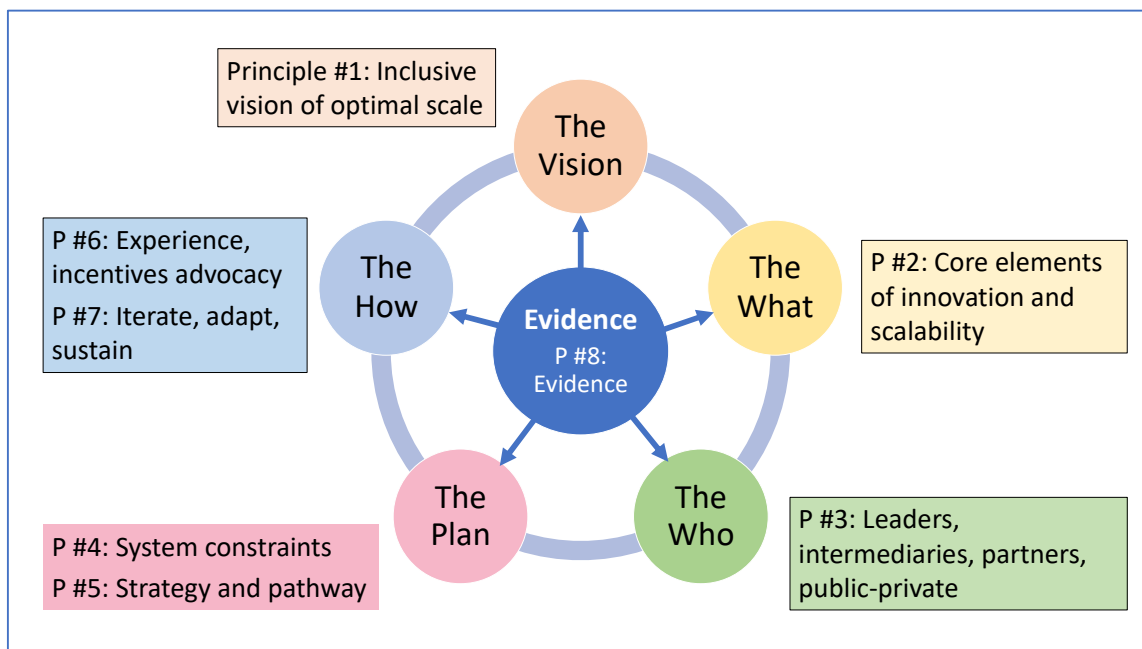 Principle #1: Inclusive
vision of optimal scale
The
Vision
P #6: Experience,
incentives advocacy
P #7: Iterate, adapt,
sustain
The
How
Evidence
P #8:
Evidence
The
What
P #2: Core elements
of innovation and
scalability
P #4: System constraints
P #5: Strategy and pathway
The
Plan
The
Who
P #3: Leaders,
intermediaries, partners,
public-private